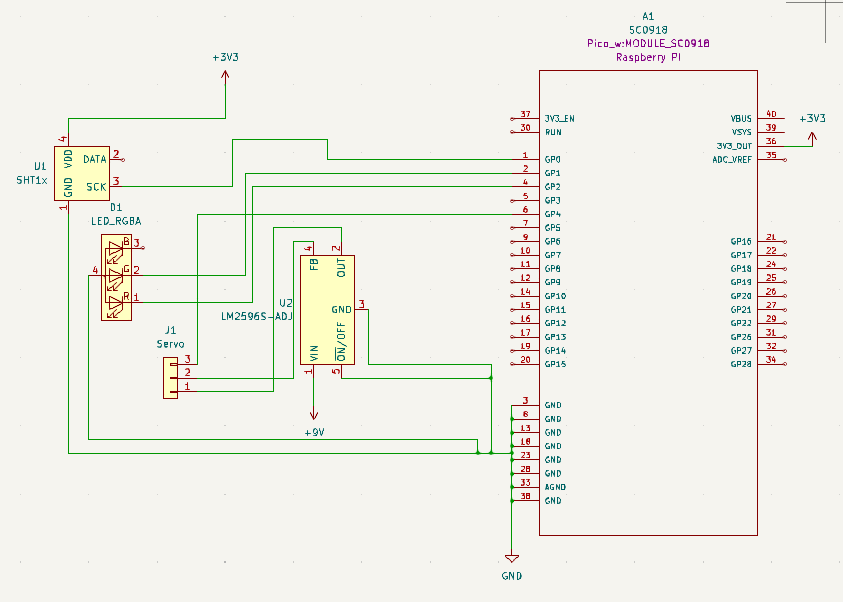 A1
SC0918
Pico_w:MODULE_SC0918
Raspberry Pi
+3V3
U1
SHT1x
4
VDD
DATA
2
SCK
3
GND
1
D1
LED_RGBA
B
3
G
2
R
1
4
J1
Servo
3
2
1
U2
LM2596S-ADJ
4
FB
2
OUT
GND
3
VIN
1
ON/OFF
5
+9V
37 3V3_EN
30 RUN
1 GP0
2 GP1
4 GP2
5 GP3
6 GP4
7 GP5
9 GP6
10 GP7
11 GP8
12 GP9
14 GP10
15 GP11
16 GP12
17 GP13
19 GP14
20 GP15
3 GND
8 GND
13 GND
18 GND
23 GND
28 GND
33 AGND
38 GND
VBUS 40
VSYS 39
3V3_OUT 36
ADC_VREF 35
+3V3
GP16 21
GP17 22
GP18 24
GP19 25
GP20 26
GP21 27
GP22 29
GP26 31
GP27 32
GP28 34
GND